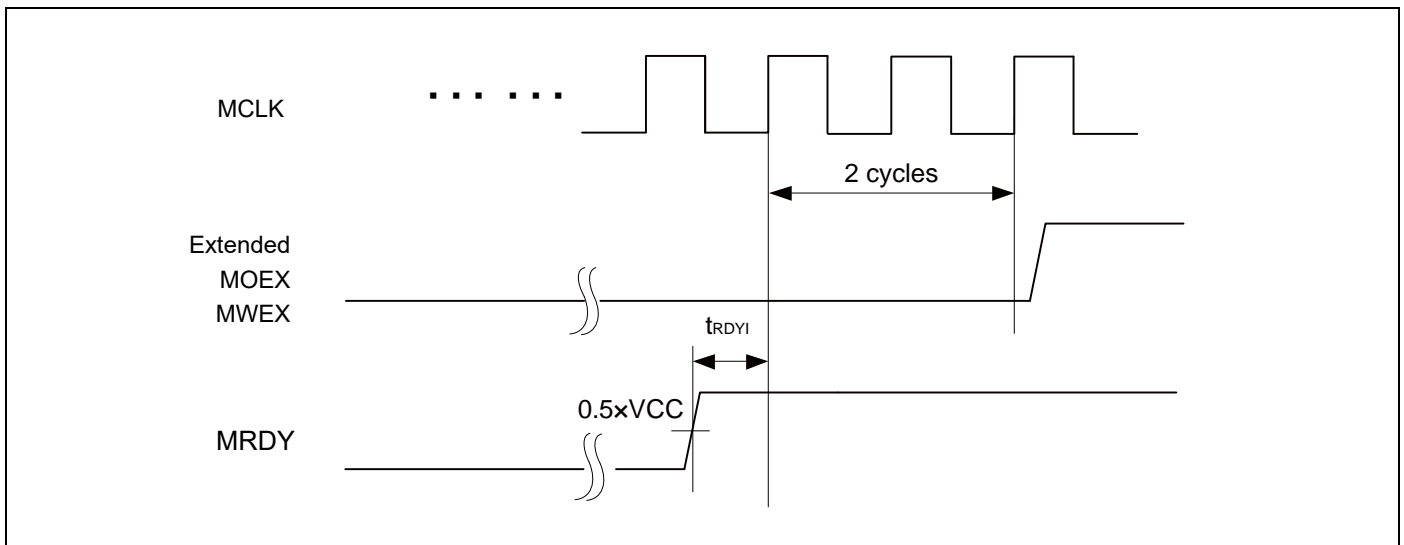 MCLK
2 cycles
Extended
MOEX
MWEX
tRDYI
0.5×VCC
MRDY